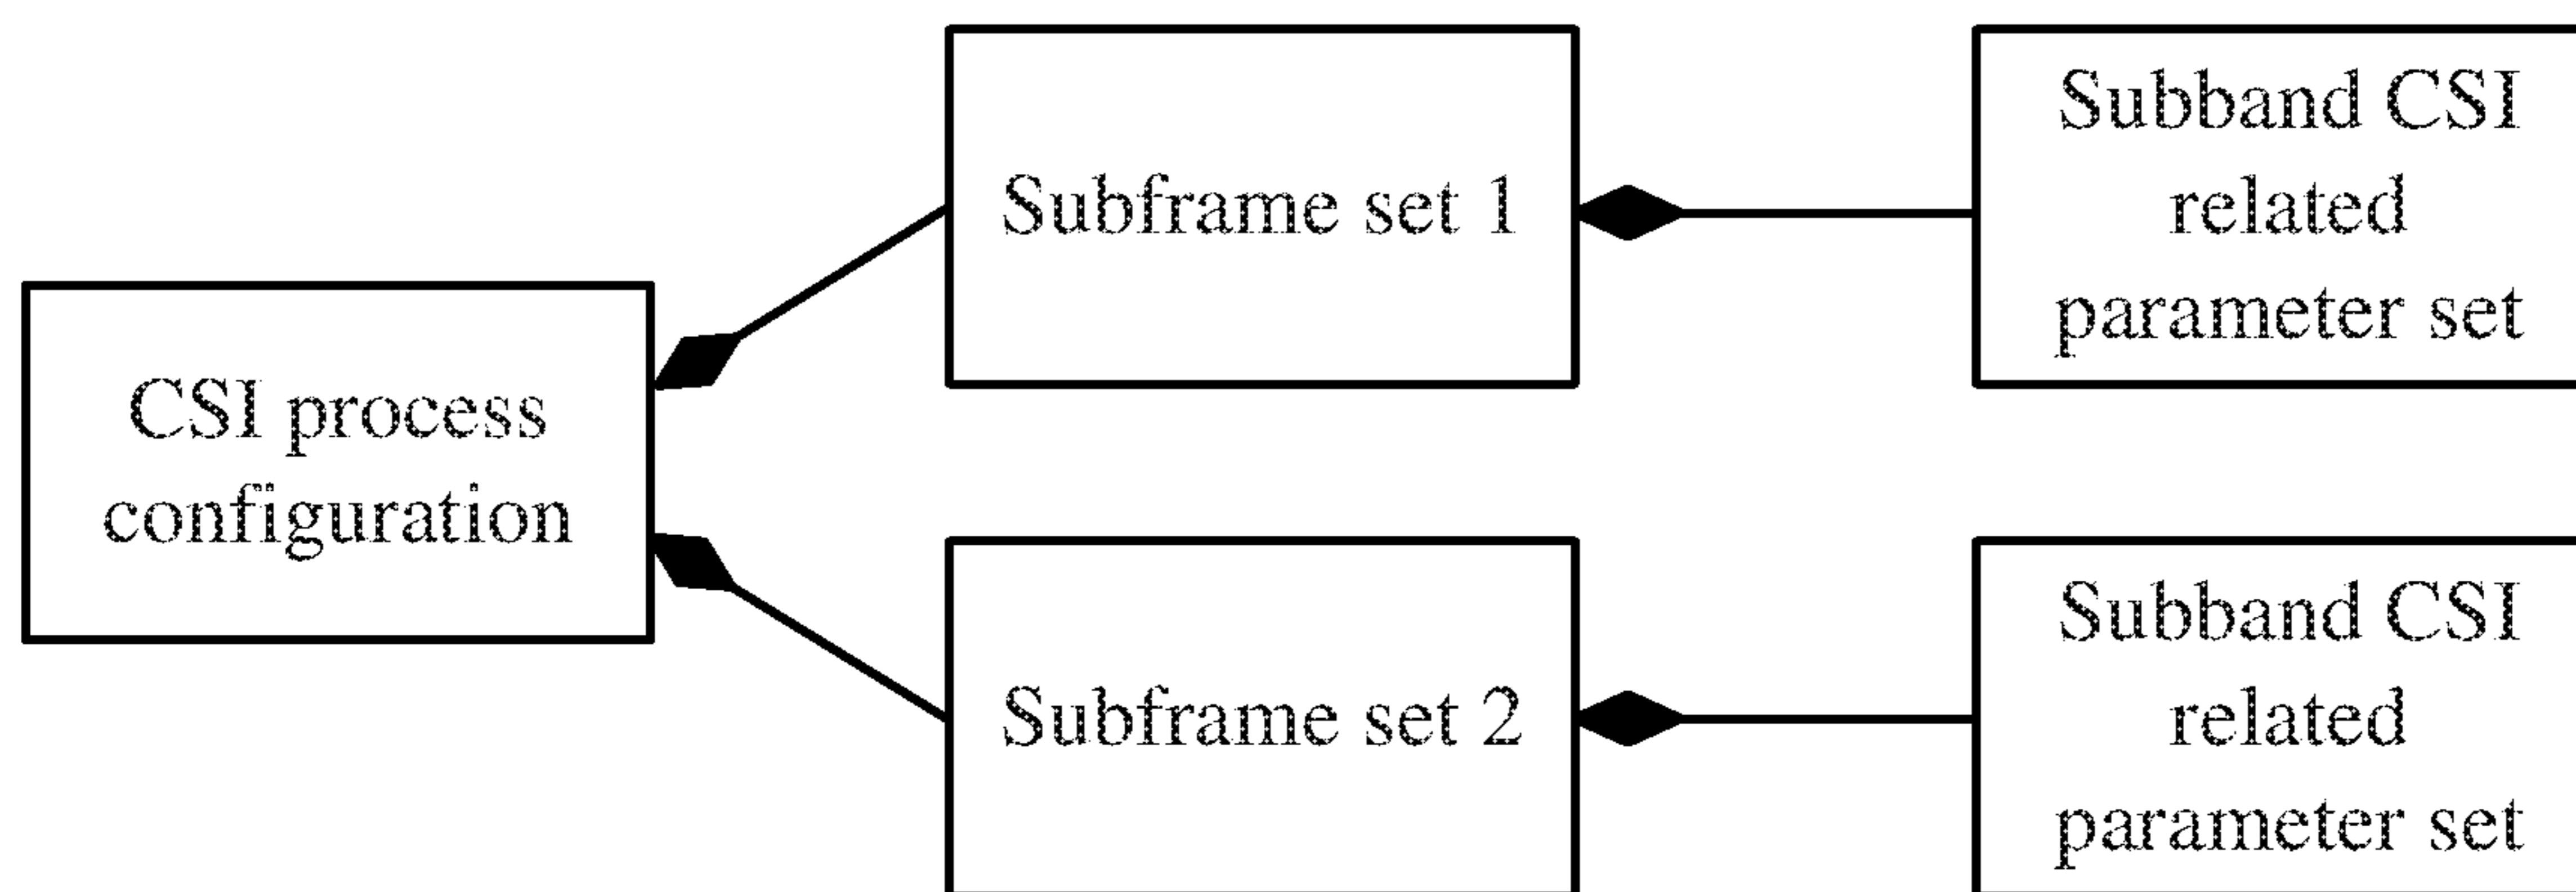 CSI process
configuration
Subframe set 1
Subband CSI
related
parameter set
Subframe set 2
Subband CSI
related
parameter set